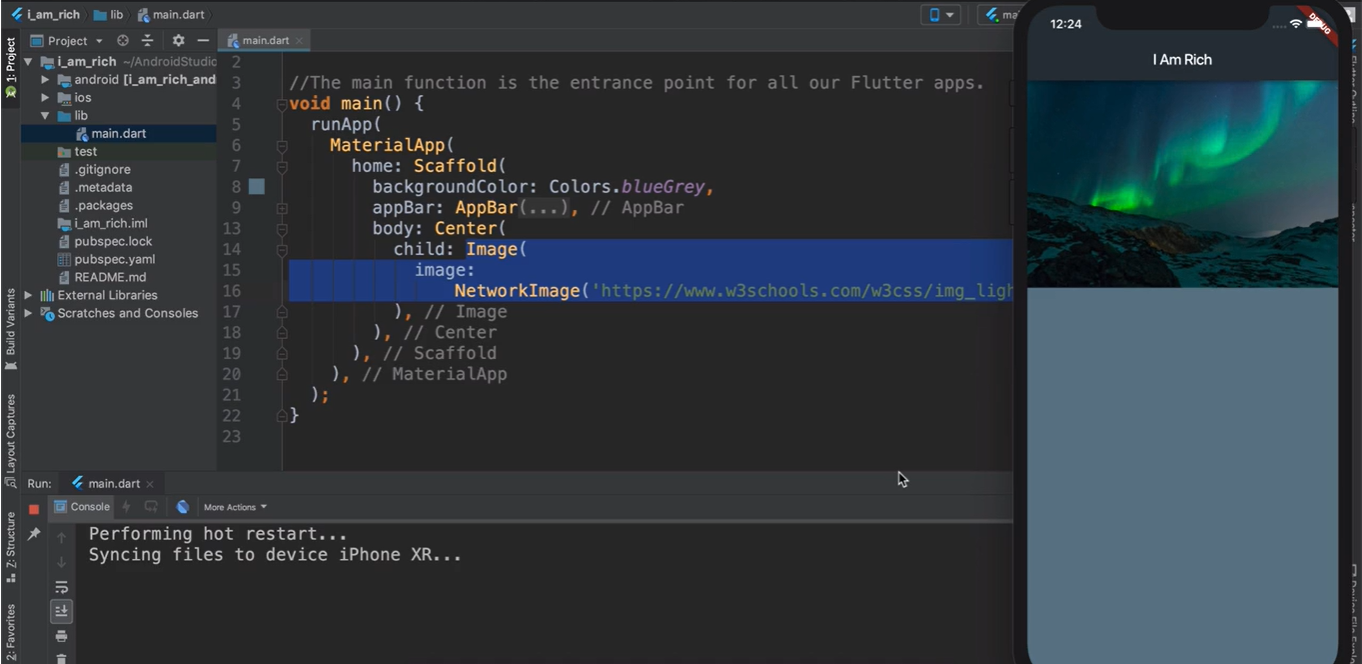 i_am_rich
lib
main.dart
ma
Project
main.dart
1: Project
i_am_rich ~/AndroidStudio
android [i_am_rich_and
ios
lib
main.dart
test
.gitignore
.metadata
.packages
i_am_rich.iml
pubspec.lock
pubspec.yaml
README.md
External Libraries
Scratches and Consoles
Build Variants
Layout Captures
Z: Structure
2: Favorites
2
3 //The main function is the entrance point for all our Flutter apps.
4 void main() {
5 runApp(
6 MaterialApp(
7 home: Scaffold(
8 backgroundColor: Colors.blueGrey,
9 appBar: AppBar(...), // AppBar
13 body: Center(
14 child: Image(
15 image:
16 NetworkImage('https://www.w3schools.com/w3css/img_ligh
17 ), // Image
18 ), // Center
19 ), // Scaffold
20 ), // MaterialApp
21 );
22 }
23
Run: main.dart
Console
More Actions
Performing hot restart...
Syncing files to device iPhone XR...
12:24
DEBUG
I Am Rich